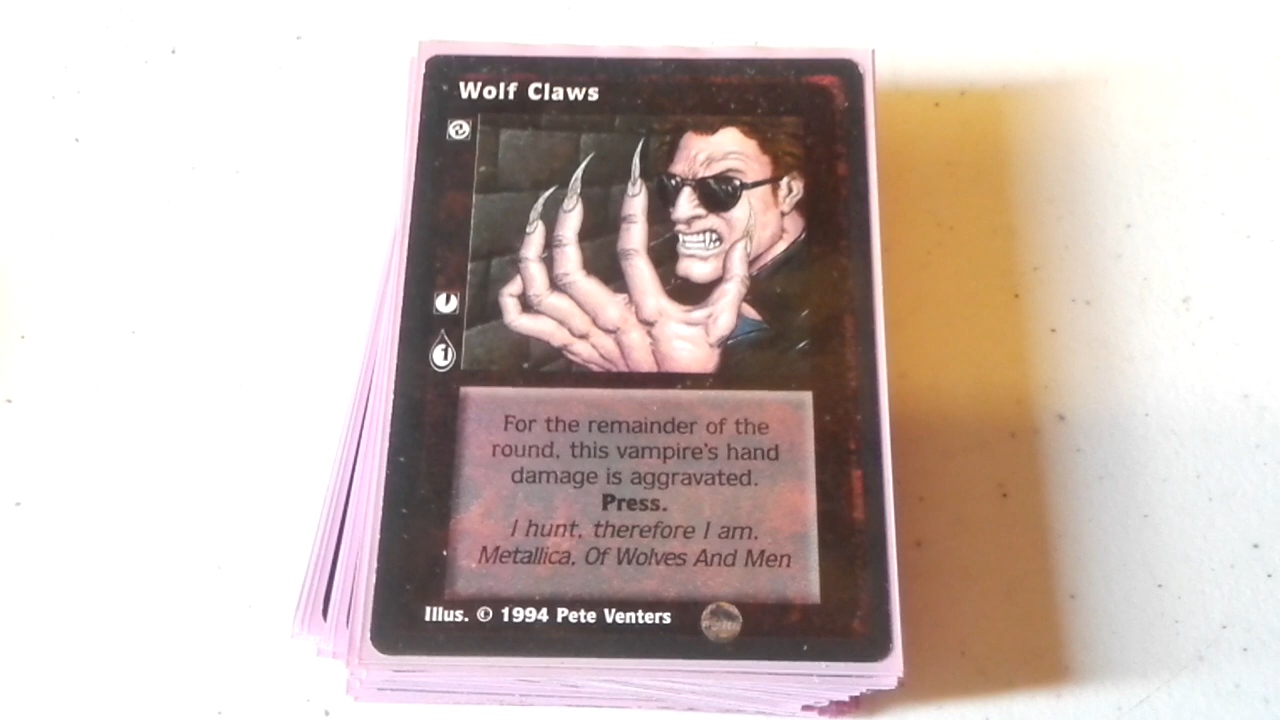 Wolf Claws
1
For the remainder of the
round, this vampire's hand
damage is aggravated.
Press.
I hunt, therefore I am.
Metallica, Of Wolves And Men
Illus. © 1994 Pete Venters